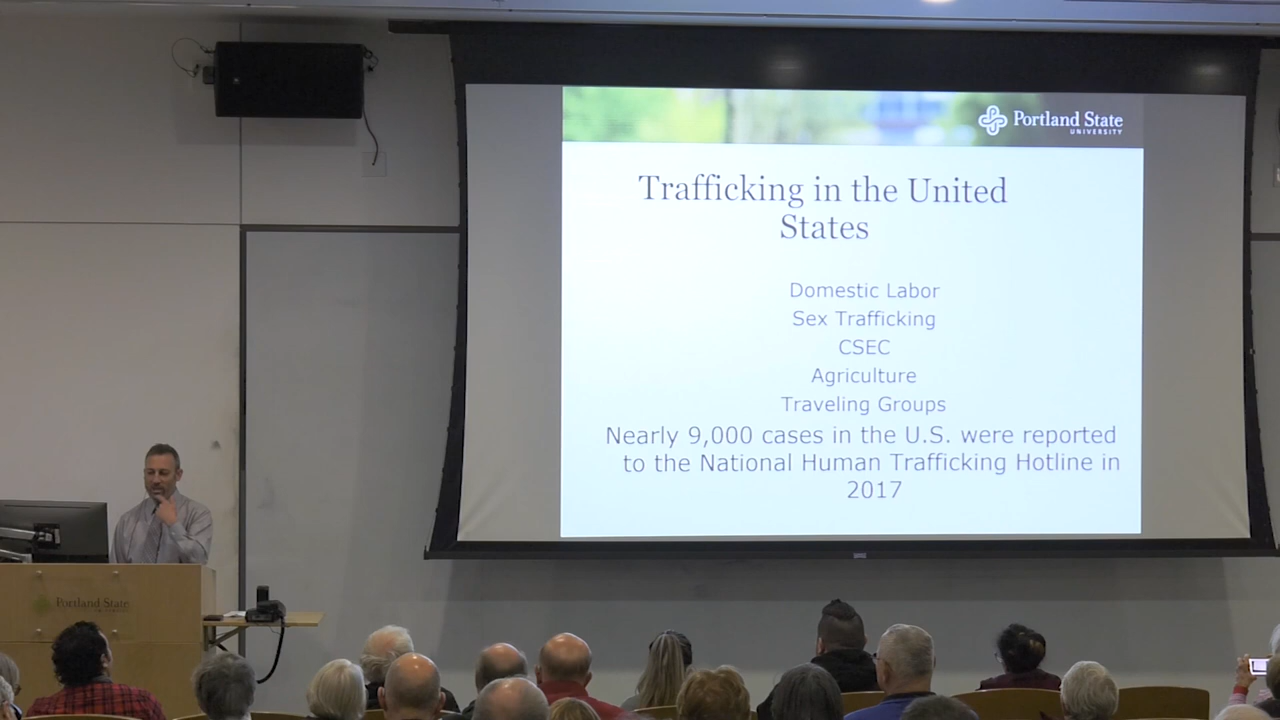 Portland State
UNIVERSITY
Trafficking in the United
States
Domestic Labor
Sex Trafficking
CSEC
Agriculture
Traveling Groups
Nearly 9,000 cases in the U.S. were reported
to the National Human Trafficking Hotline in
2017
Portland State